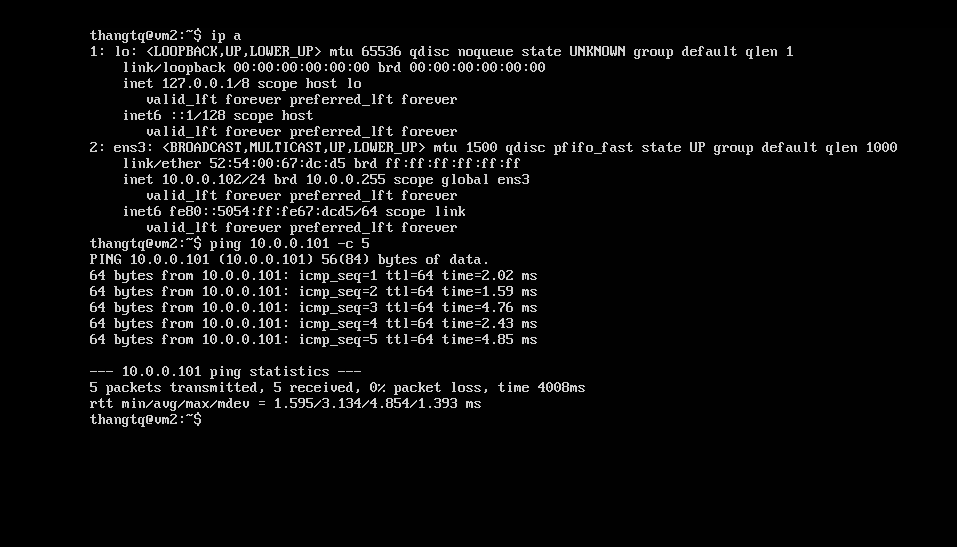 thangtq@vm2:~$ ip a
1: lo: <LOOPBACK,UP,LOWER_UP> mtu 65536 qdisc noqueue state UNKNOWN group default qlen 1
    link/loopback 00:00:00:00:00:00 brd 00:00:00:00:00:00
    inet 127.0.0.1/8 scope host lo
       valid_lft forever preferred_lft forever
    inet6 ::1/128 scope host
       valid_lft forever preferred_lft forever
2: ens3: <BROADCAST,MULTICAST,UP,LOWER_UP> mtu 1500 qdisc pfifo_fast state UP group default qlen 1000
    link/ether 52:54:00:67:dc:d5 brd ff:ff:ff:ff:ff:ff
    inet 10.0.0.102/24 brd 10.0.0.255 scope global ens3
       valid_lft forever preferred_lft forever
    inet6 fe80::5054:ff:fe67:dcd5/64 scope link
       valid_lft forever preferred_lft forever
thangtq@vm2:~$ ping 10.0.0.101 -c 5
PING 10.0.0.101 (10.0.0.101) 56(84) bytes of data.
64 bytes from 10.0.0.101: icmp_seq=1 ttl=64 time=2.02 ms
64 bytes from 10.0.0.101: icmp_seq=2 ttl=64 time=1.59 ms
64 bytes from 10.0.0.101: icmp_seq=3 ttl=64 time=4.76 ms
64 bytes from 10.0.0.101: icmp_seq=4 ttl=64 time=2.43 ms
64 bytes from 10.0.0.101: icmp_seq=5 ttl=64 time=4.85 ms

--- 10.0.0.101 ping statistics ---
5 packets transmitted, 5 received, 0% packet loss, time 4008ms
rtt min/avg/max/mdev = 1.595/3.134/4.854/1.393 ms
thangtq@vm2:~$